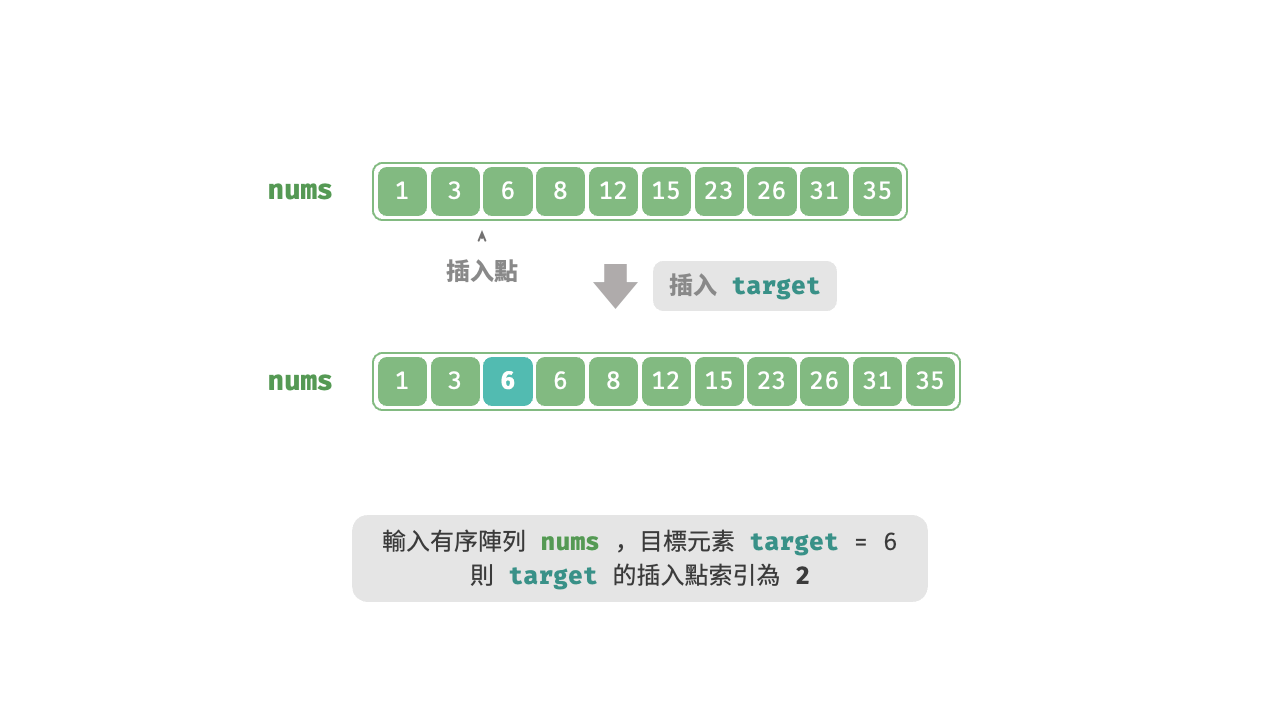 nums 1 3 6 8 12 15 23 26 31 35
插入點
插入 target
nums 1 3 6 6 8 12 15 23 26 31 35
輸入有序陣列 nums ，目標元素 target = 6
則 target 的插入點索引為 2